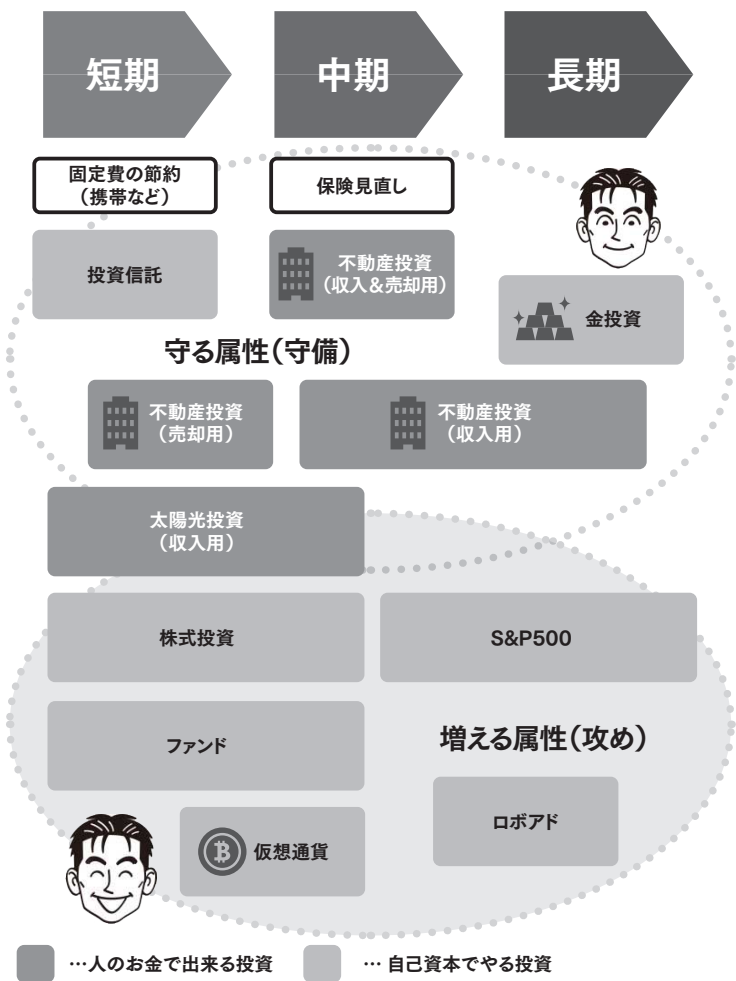 短期
中期
長期
固定費の節約
（携帯など）
保険見直し
投資信託
不動産投資
（収入＆売却用）
金投資
守る属性（守備）
不動産投資
（売却用）
不動産投資
（収入用）
太陽光投資
（収入用）
株式投資
S&P500
ファンド
増える属性（攻め）
ロボアド
仮想通貨
…人のお金で出来る投資
… 自己資本でやる投資